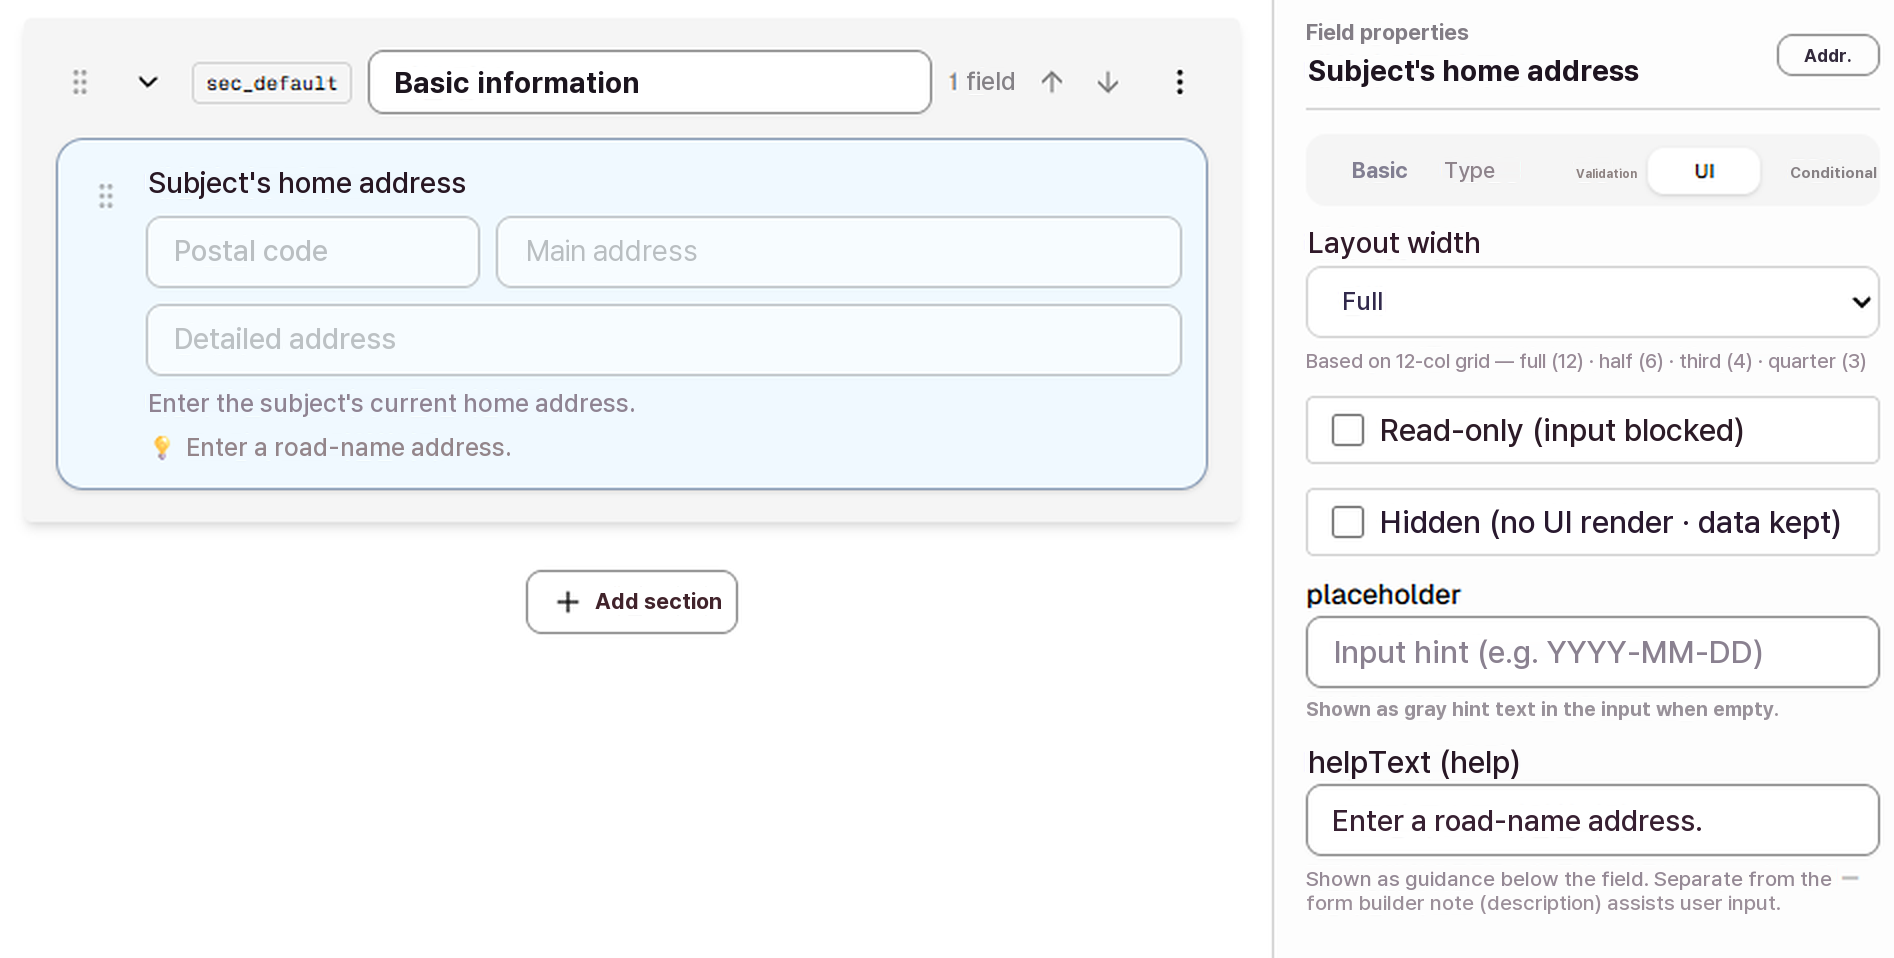 sec_default
Basic information
1 field
Subject's home address
Postal code
Main address
Detailed address
Enter the subject's current home address.
💡 Enter a road-name address.
+ Add section
Field properties
Subject's home address
Addr.
Basic
Type
Validation
UI
Conditional
Layout width
Full
Based on 12-col grid — full (12) · half (6) · third (4) · quarter (3)
Read-only (input blocked)
Hidden (no UI render · data kept)
placeholder
Input hint (e.g. YYYY-MM-DD)
Shown as gray hint text in the input when empty.
helpText (help)
Enter a road-name address.
Shown as guidance below the field. Separate from the —
form builder note (description) assists user input.